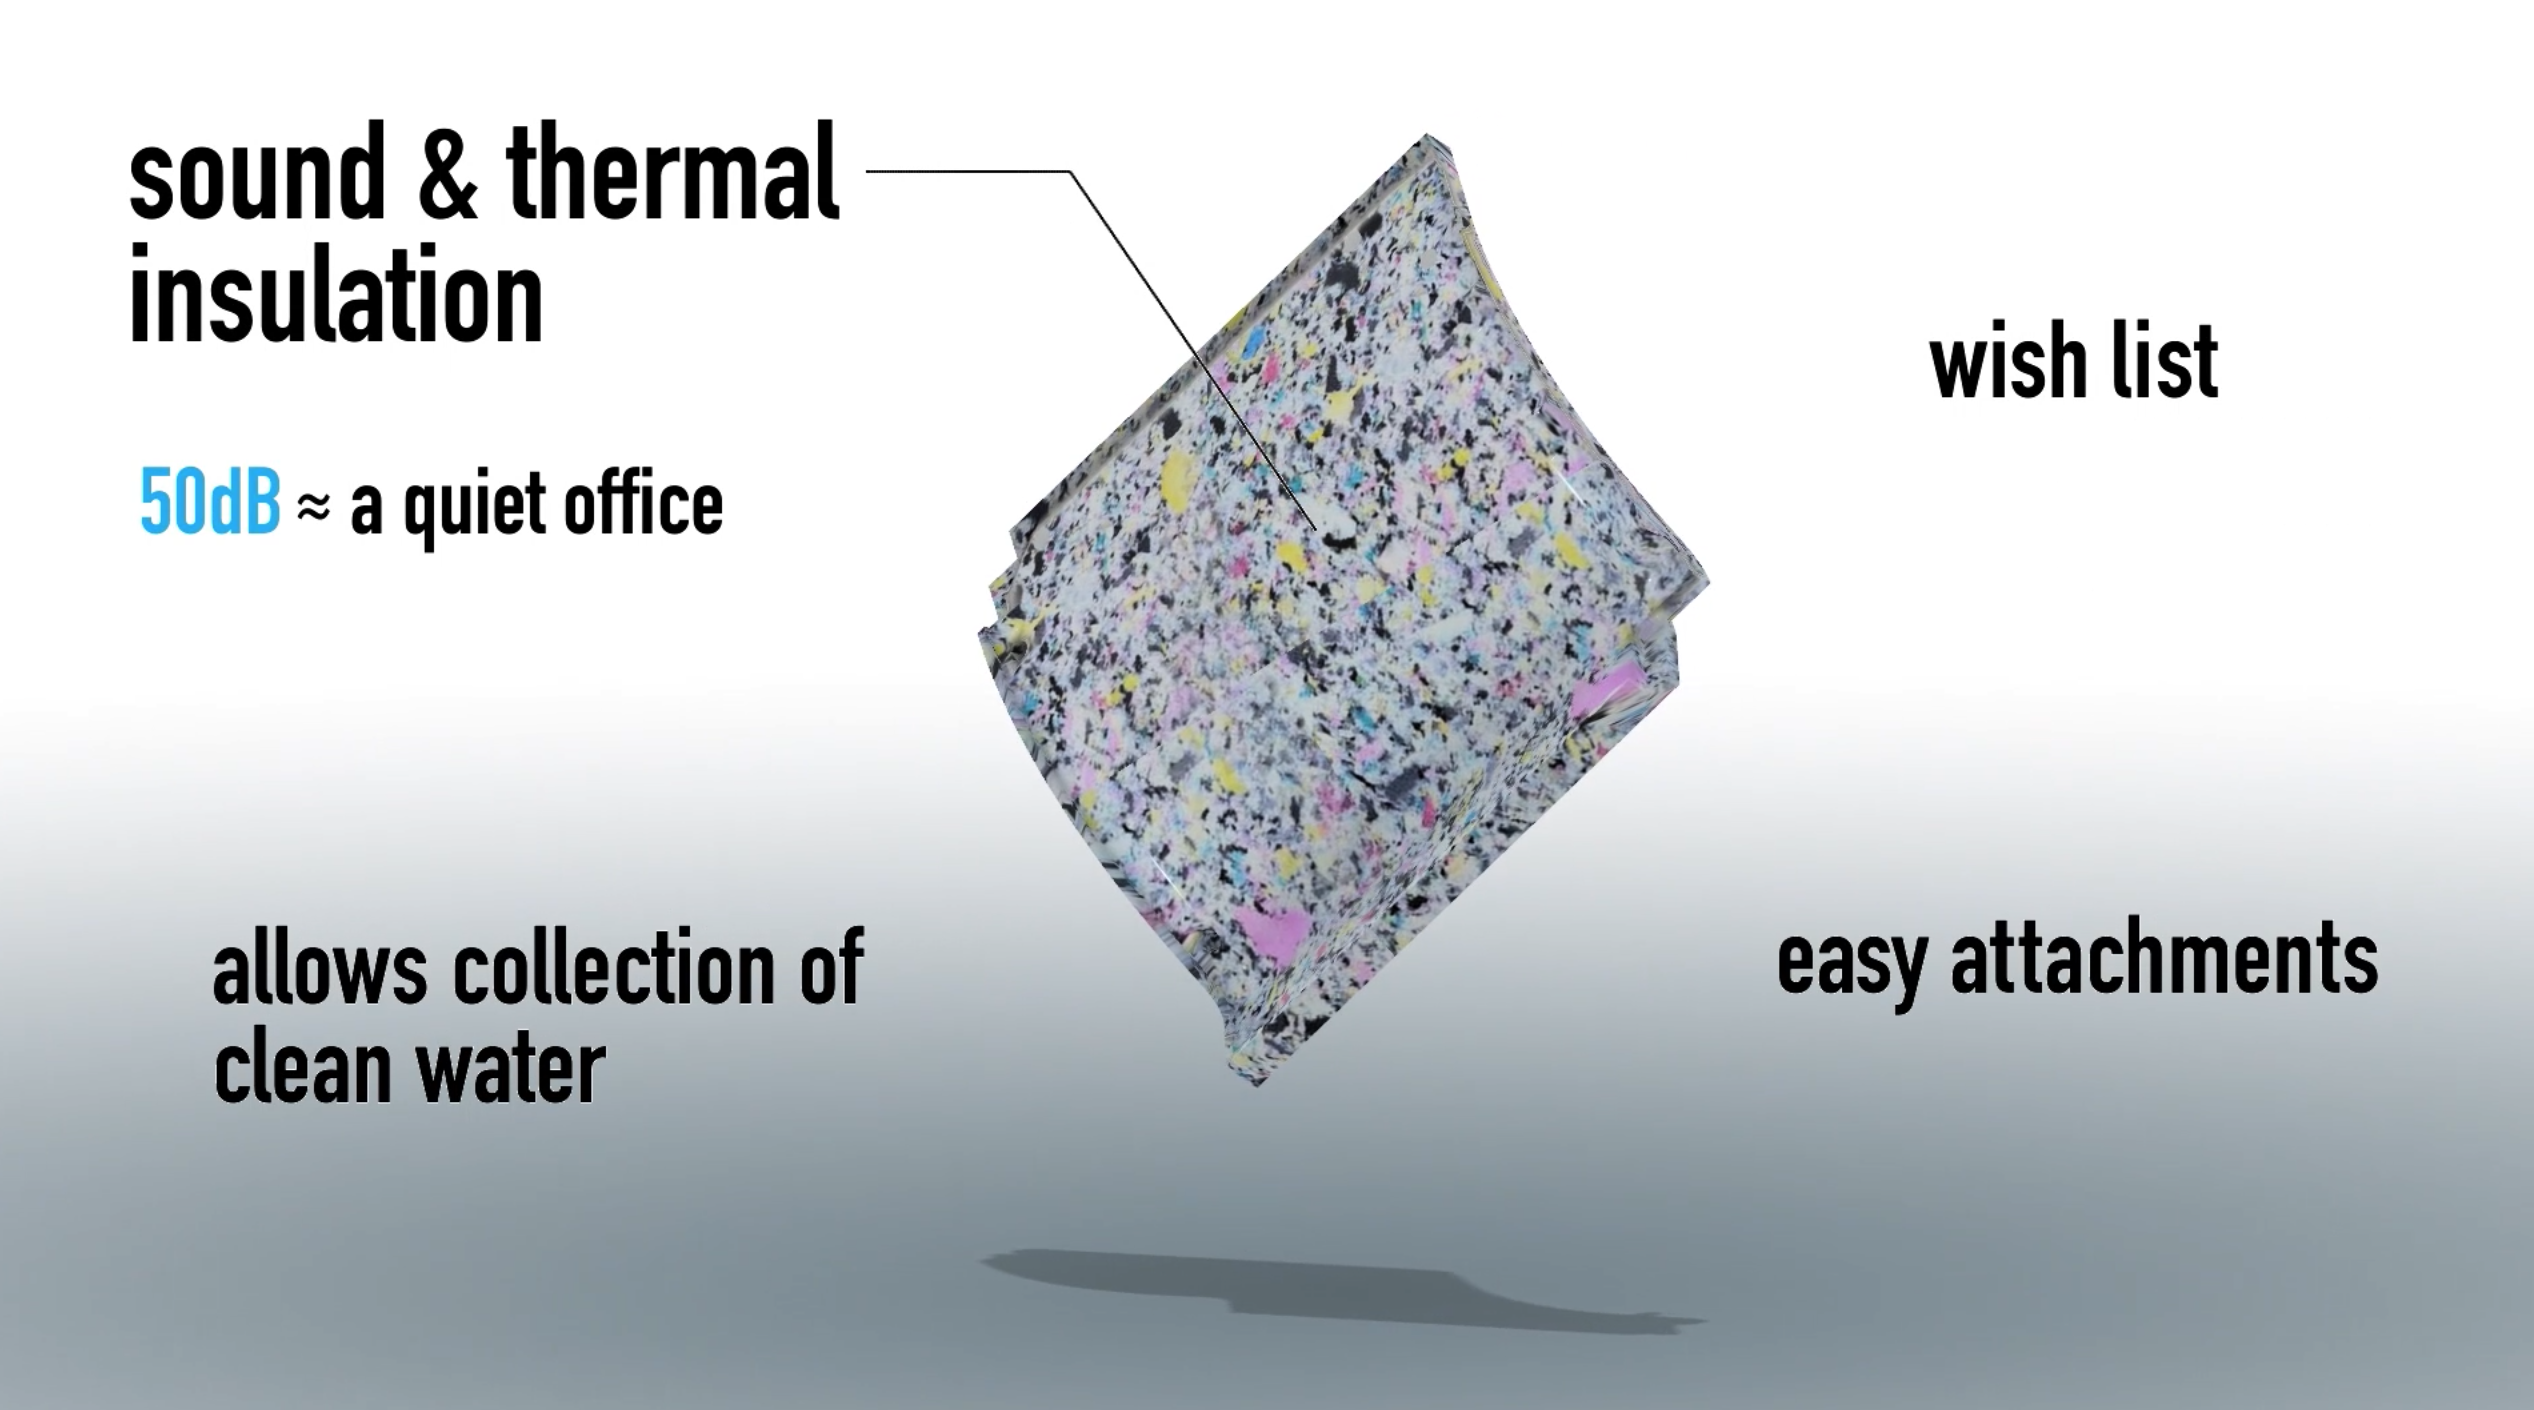 sound & thermal
insulation
50dB ≈ a quiet office
wish list
allows collection of
clean water
easy attachments